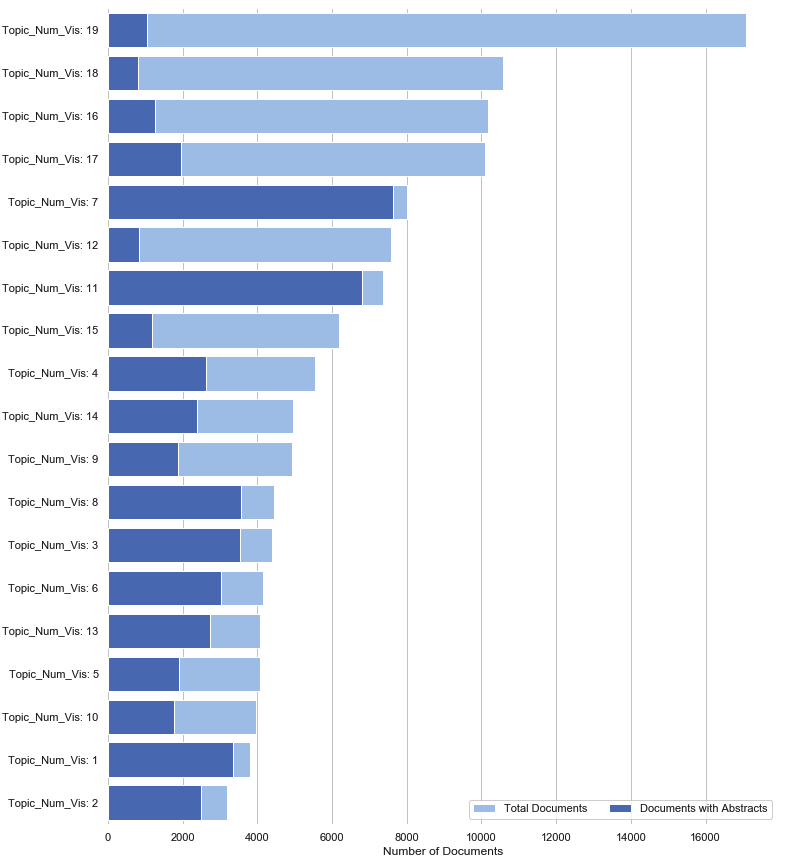 Topic_Num_Vis: 19
Topic_Num_Vis: 18
Topic_Num_Vis: 16
Topic_Num_Vis: 17
Topic_Num_Vis: 7
Topic_Num_Vis: 12
Topic_Num_Vis: 11
Topic_Num_Vis: 15
Topic_Num_Vis: 4
Topic_Num_Vis: 14
Topic_Num_Vis: 9
Topic_Num_Vis: 8
Topic_Num_Vis: 3
Topic_Num_Vis: 6
Topic_Num_Vis: 13
Topic_Num_Vis: 5
Topic_Num_Vis: 10
Topic_Num_Vis: 1
Topic_Num_Vis: 2
Total Documents Documents with Abstracts
0 2000 4000 6000 8000 10000 12000 14000 16000
Number of Documents